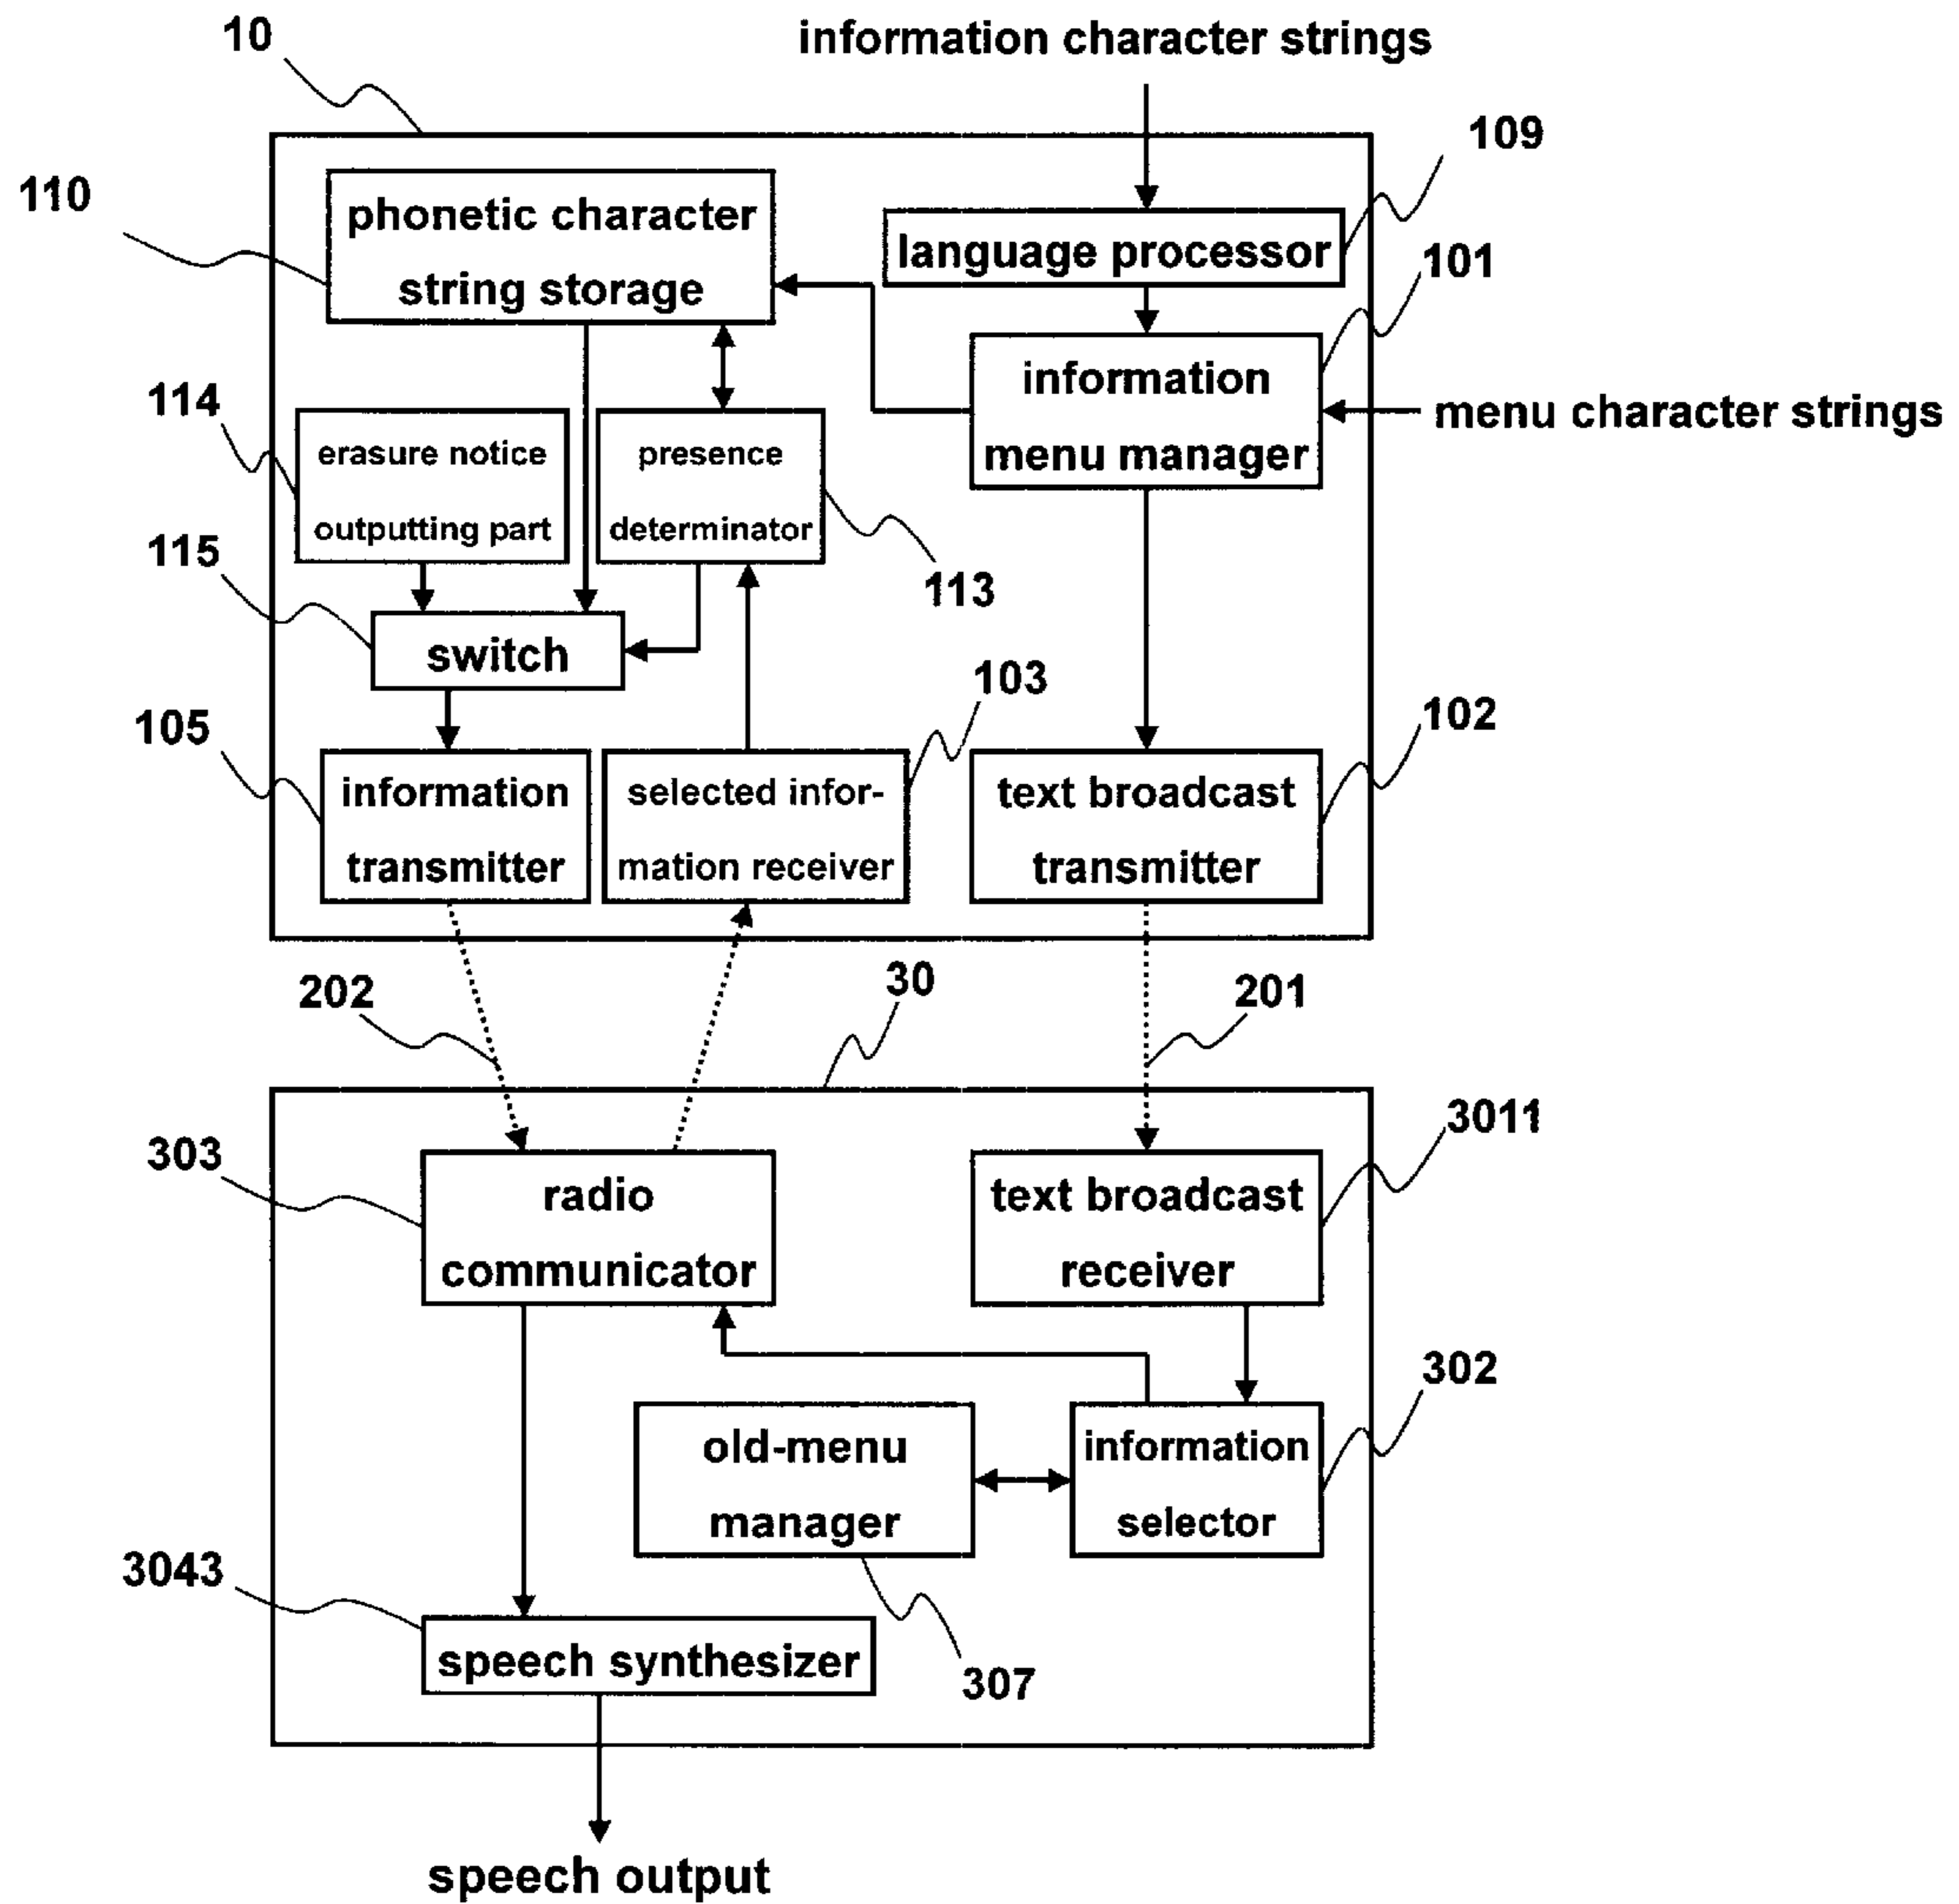 10
information character strings
109
110
phonetic character
string storage
language processor
101
information
menu manager
menu character strings
114
erasure notice
outputting part
presence
determinator
115
113
switch
103
105
102
information
transmitter
selected infor-
mation receiver
text broadcast
transmitter
202
30
201
303
3011
radio
communicator
text broadcast
receiver
302
old-menu
manager
information
selector
3043
speech synthesizer
307
speech output